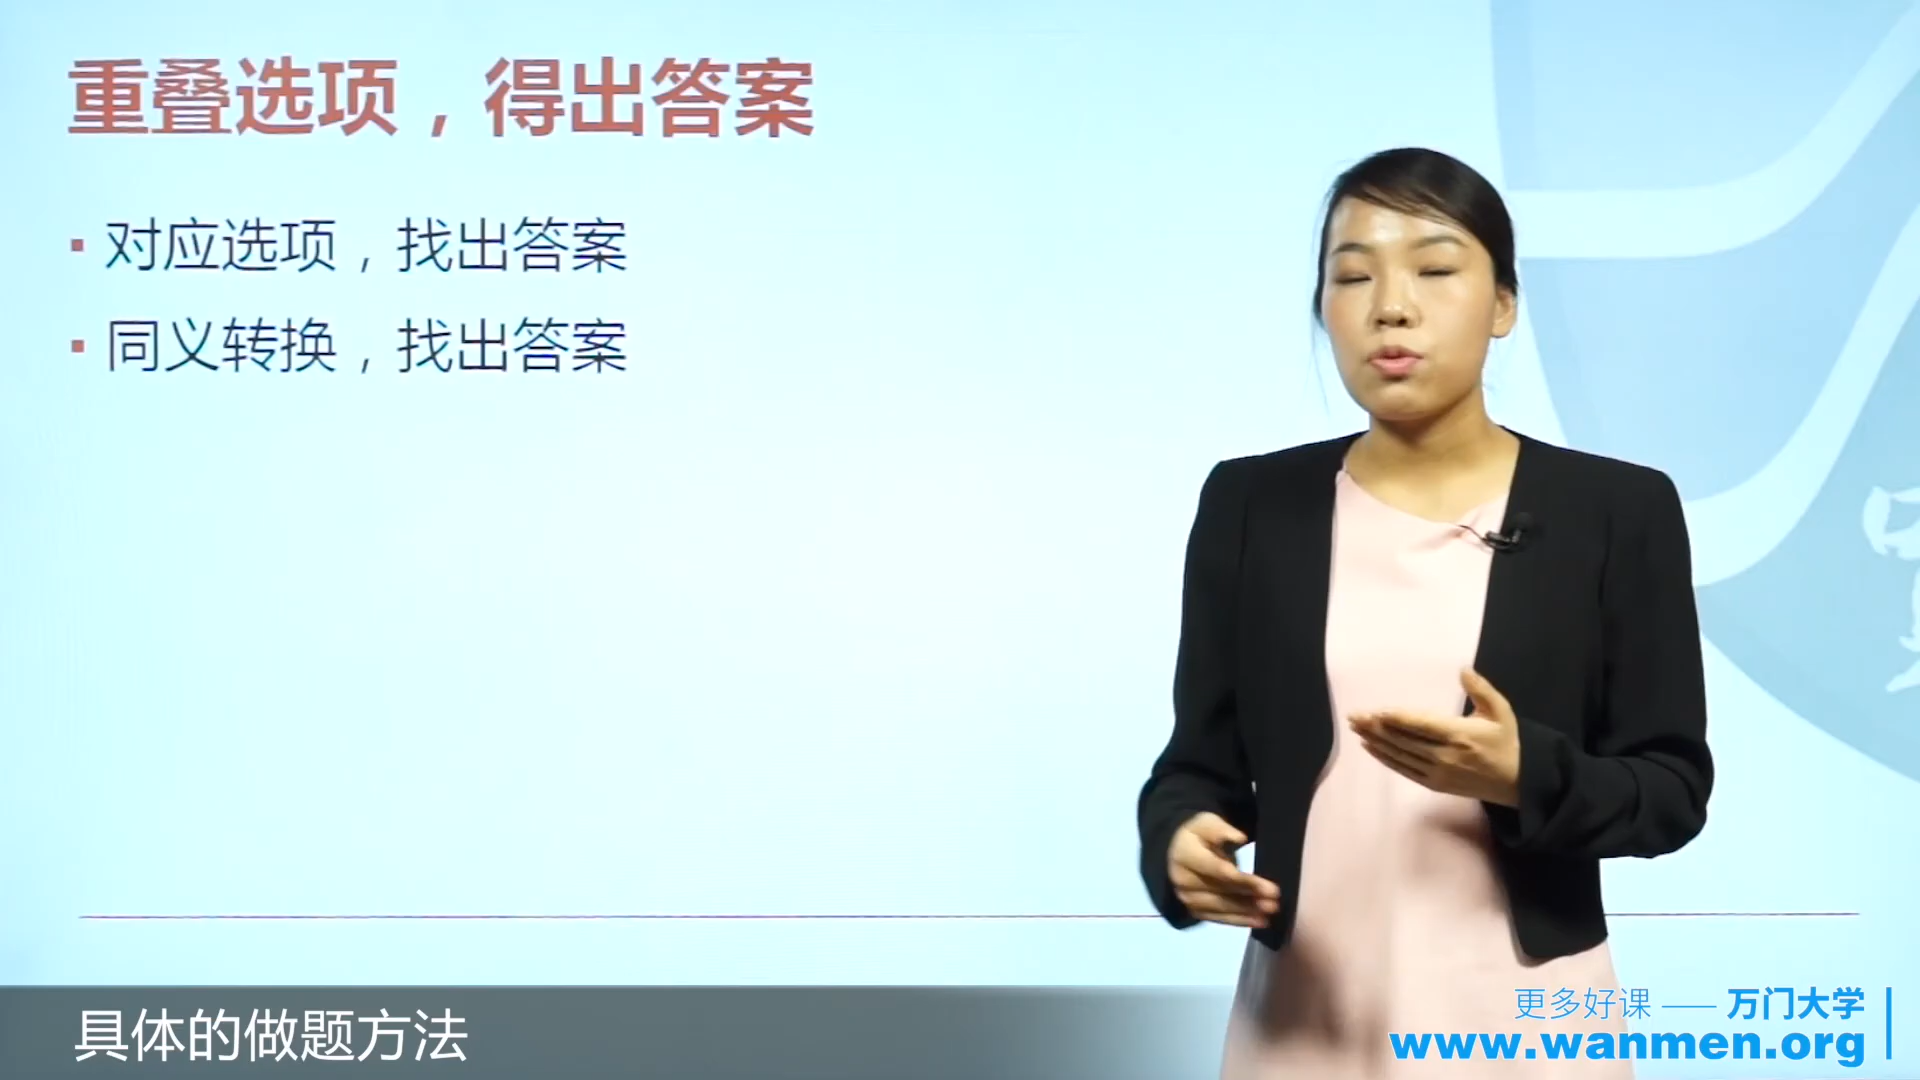 重叠选项，得出答案
对应选项，找出答案
同义转换，找出答案
具体的做题方法
更多好课 —— 万门大学
www.wanmen.org